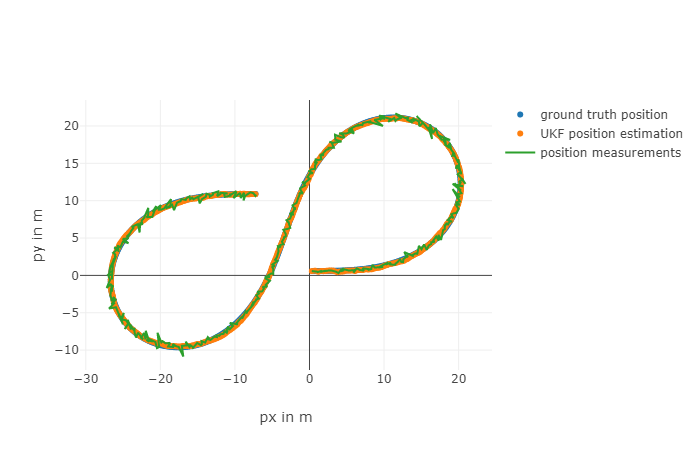 ground truth position
UKF position estimation
position measurements
20
15
10
5
0
−5
−10
−30
−20
−10
0
10
20
py in m
px in m